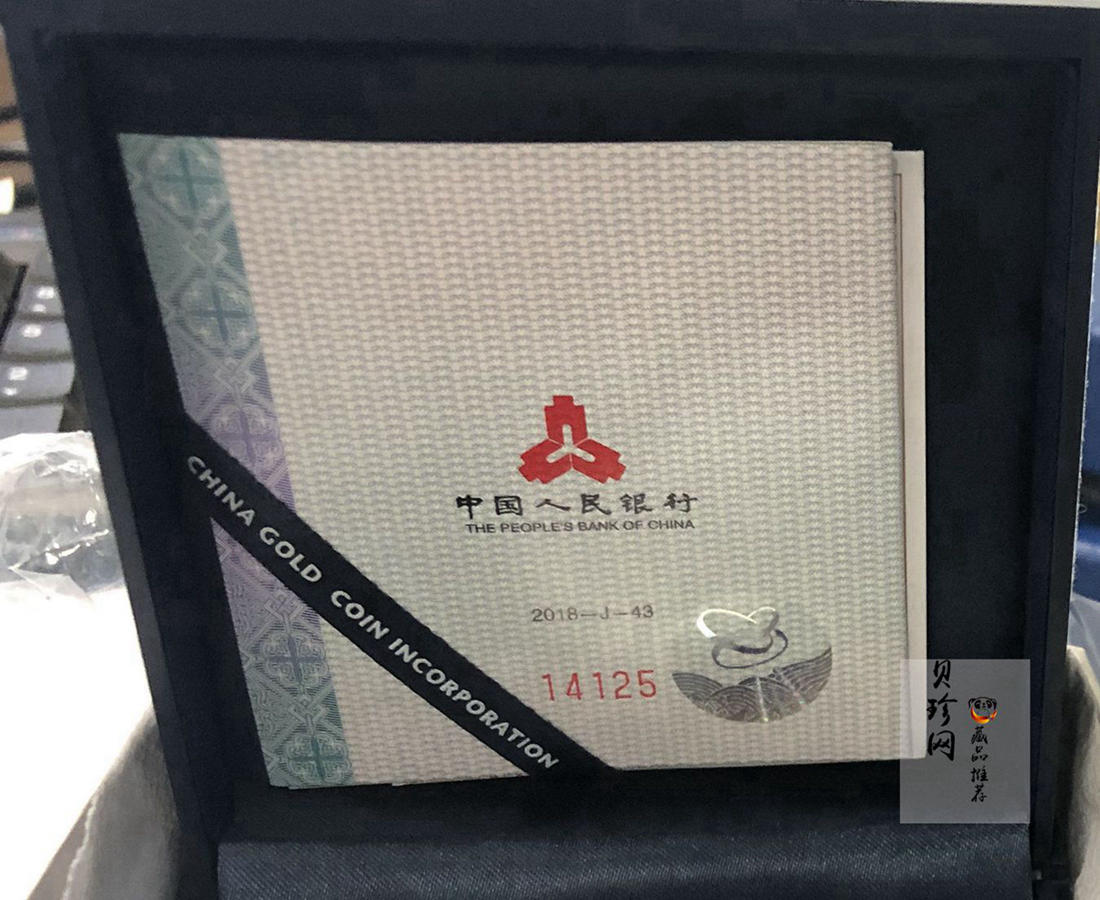 中国人民银行
THE PEOPLE'S BANK OF CHINA
2018—J—43
14125
CHINA GOLD COIN INCORPORATION
贝珍网
藏品推荐